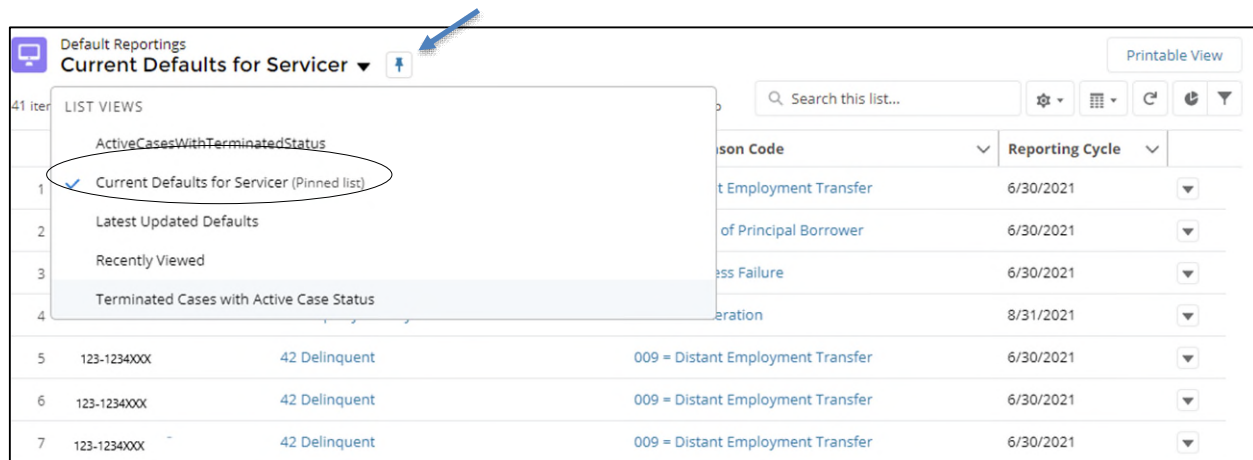 Default Reportings
Current Defaults for Servicer
Printable View
41 iter
Search this list...
LIST VIEWS
ActiveCasesWithTerminatedStatus
Current Defaults for Servicer (Pinned list)
Latest Updated Defaults
Recently Viewed
Terminated Cases with Active Case Status
son Code Reporting Cycle
1 t Employment Transfer 6/30/2021
2 of Principal Borrower 6/30/2021
3 ess Failure 6/30/2021
4 eration 8/31/2021
5 123-1234XXX 42 Delinquent 009 = Distant Employment Transfer 6/30/2021
6 123-1234XXX 42 Delinquent 009 = Distant Employment Transfer 6/30/2021
7 123-1234XXX 42 Delinquent 009 = Distant Employment Transfer 6/30/2021